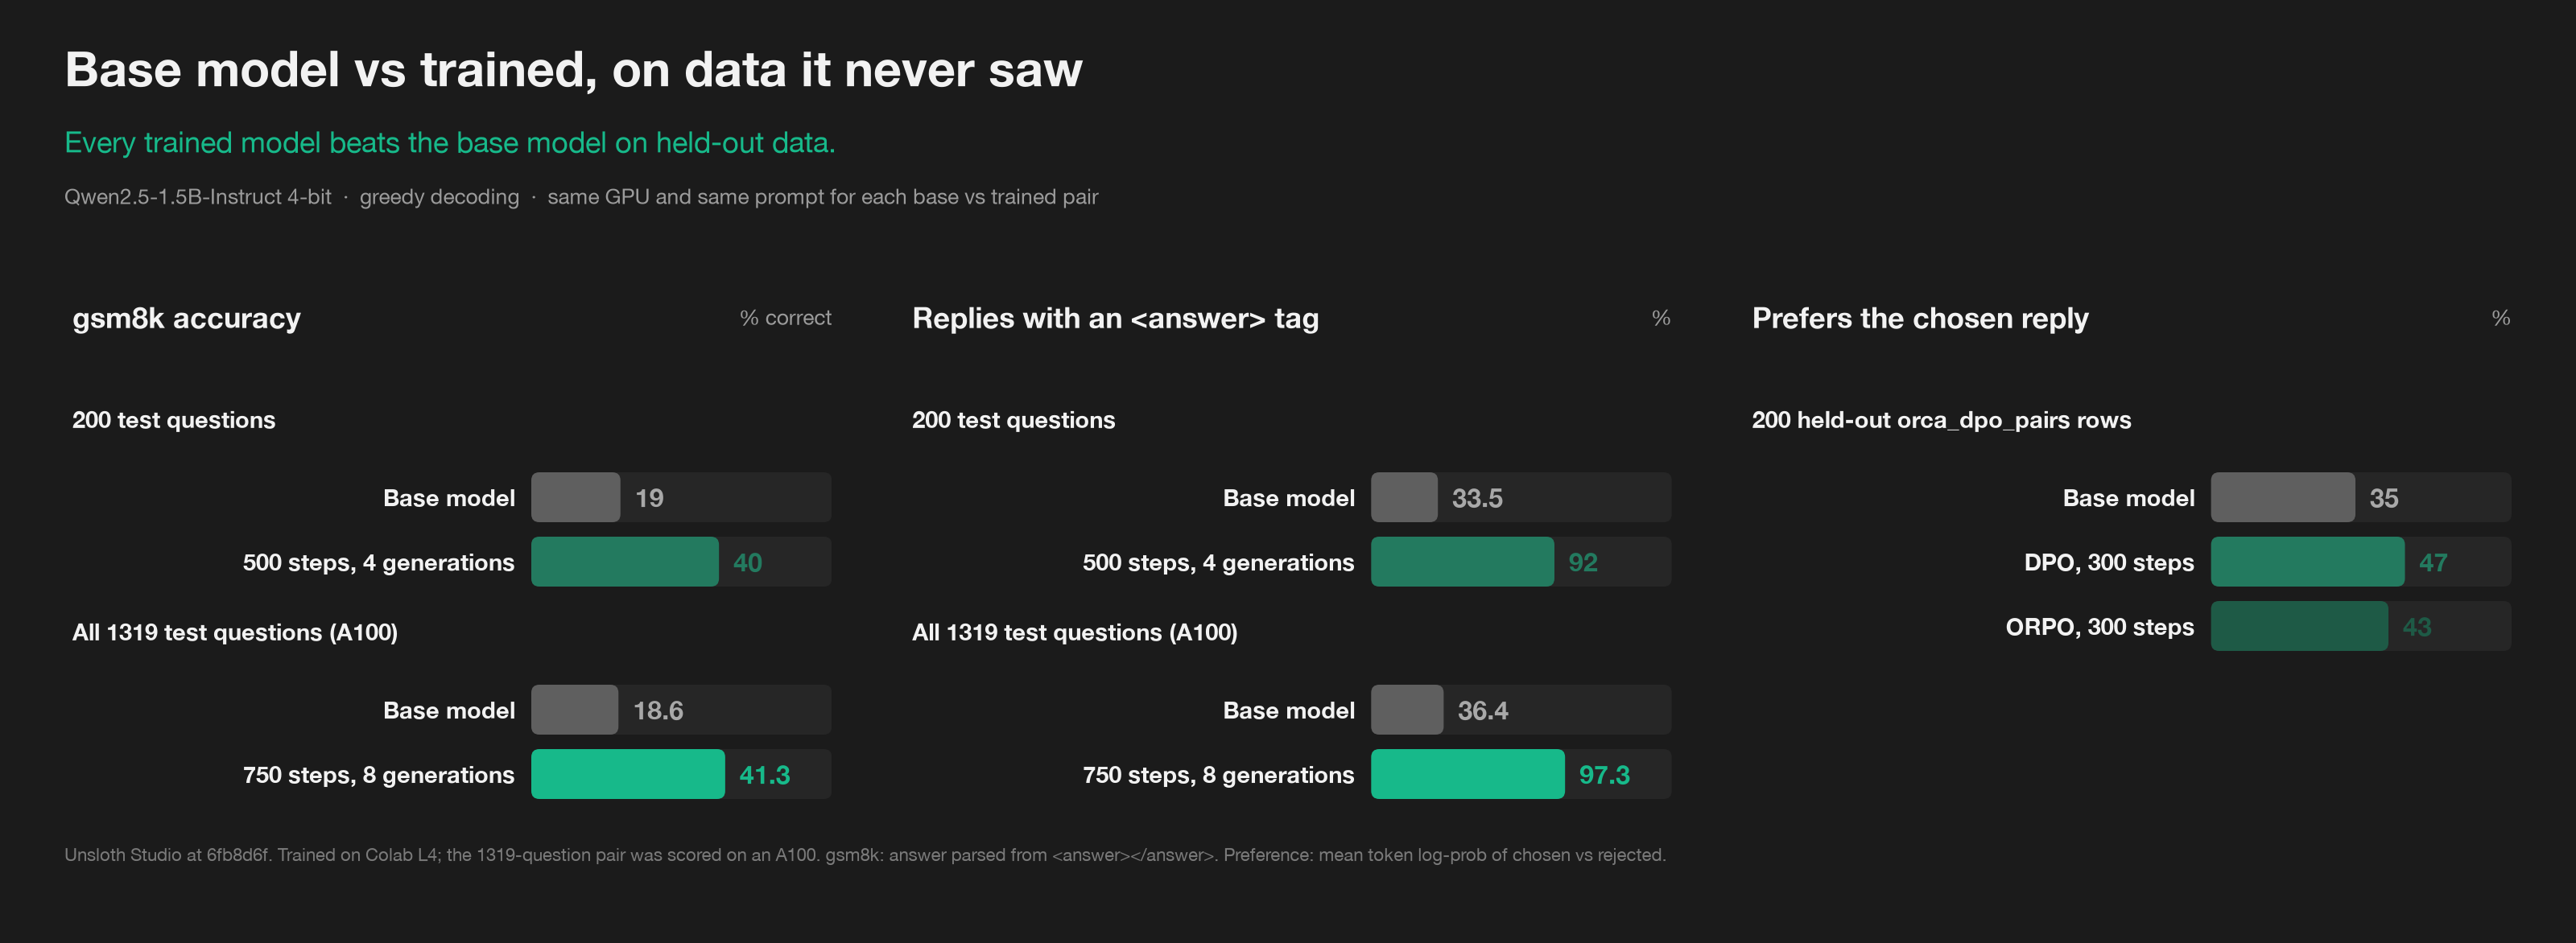 Base model vs trained, on data it never saw
Every trained model beats the base model on held-out data.
Qwen2.5-1.5B-Instruct 4-bit · greedy decoding · same GPU and same prompt for each base vs trained pair
gsm8k accuracy % correct
200 test questions
Base model 19
500 steps, 4 generations 40
All 1319 test questions (A100)
Base model 18.6
750 steps, 8 generations 41.3
Replies with an <answer> tag %
200 test questions
Base model 33.5
500 steps, 4 generations 92
All 1319 test questions (A100)
Base model 36.4
750 steps, 8 generations 97.3
Prefers the chosen reply %
200 held-out orca_dpo_pairs rows
Base model 35
DPO, 300 steps 47
ORPO, 300 steps 43
Unsloth Studio at 6fb8d6f. Trained on Colab L4; the 1319-question pair was scored on an A100. gsm8k: answer parsed from <answer></answer>. Preference: mean token log-prob of chosen vs rejected.